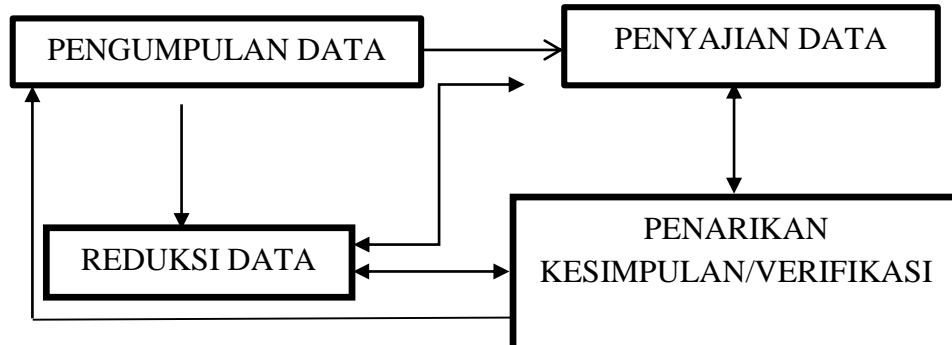 PENGUMPULAN DATA
PENYAJIAN DATA
REDUKSI DATA
PENARIKAN
KESIMPULAN/VERIFIKASI